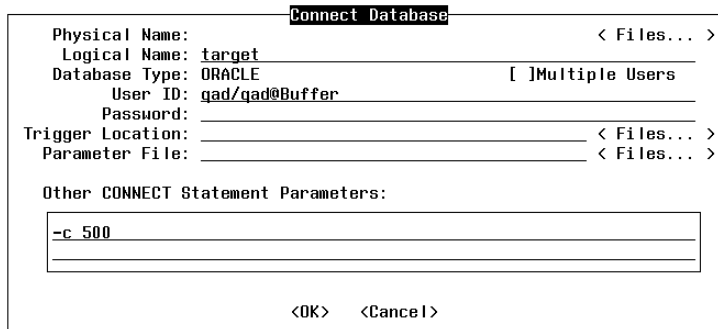 Connect Database
Physical Name: < Files... >
Logical Name: target
Database Type: ORACLE [ ]Multiple Users
User ID: qad/qad@Buffer
Password:
Trigger Location: < Files... >
Parameter File: < Files... >
Other CONNECT Statement Parameters:
-c 500
<OK> <Cancel>